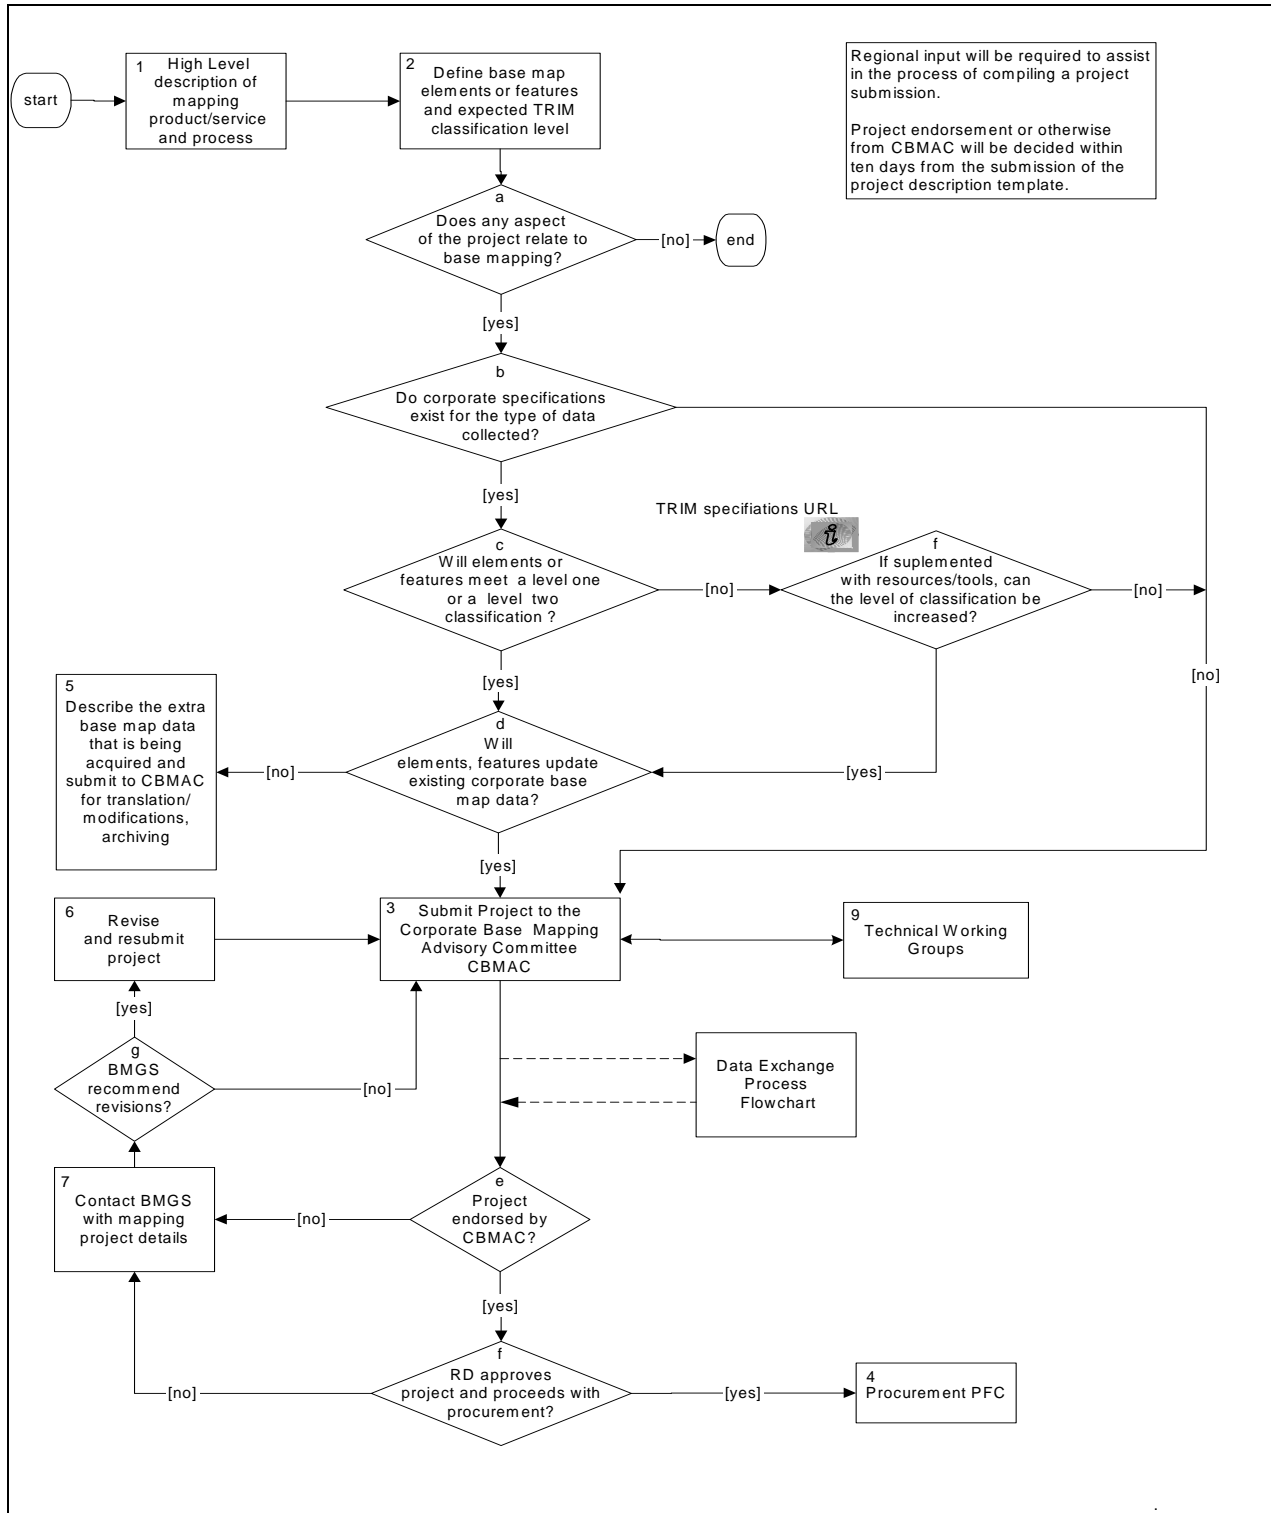 start
1
High Level
description of
mapping
product/service
and process
2
Define base map
elements or features
and expected TRIM
classification level
Regional input will be required to assist
in the process of compiling a project
submission.
Project endorsement or otherwise
from CBMAC will be decided within
ten days from the submission of the
project description template.
a
Does any aspect
of the project relate to
base mapping?
[no]
end
[yes]
b
Do corporate specifications
exist for the type of data
collected?
[yes]
TRIM specifiations URL
i
c
Will elements or
features meet a level one
or a level two
classification ?
[no]
f
If suplemented
with resources/tools, can
the level of classification be
increased?
[no]
[no]
[yes]
5
Describe the extra
base map data
that is being
acquired and
submit to CBMAC
for translation/
modifications,
archiving
[no]
d
Will
elements, features update
existing corporate base
map data?
[yes]
[yes]
6
Revise
and resubmit
project
3
Submit Project to the
Corporate Base Mapping
Advisory Committee
CBMAC
9
Technical Working
Groups
[yes]
g
BMGS
recommend
revisions?
[no]
Data Exchange
Process
Flowchart
7
Contact BMGS
with mapping
project details
[no]
e
Project
endorsed by
CBMAC?
[yes]
[no]
f
RD approves
project and proceeds with
procurement?
[yes]
4
Procurement PFC
.